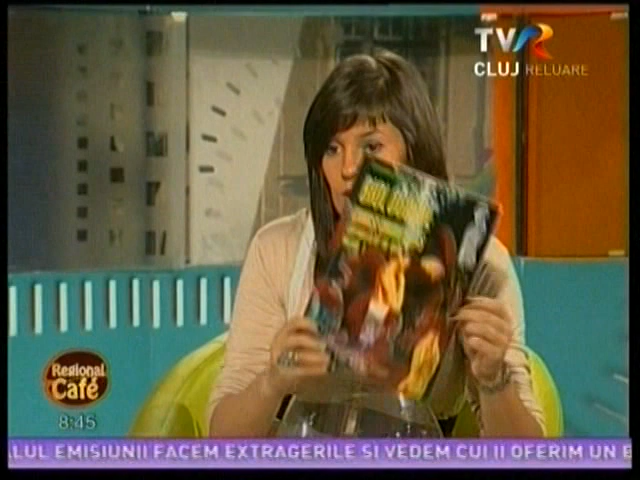 TVR
CLUJ RELUARE
Regional
Café
8:45
ALUL EMISIUNII FACEM EXTRAGERILE SI VEDEM CUI II OFERIM UN E